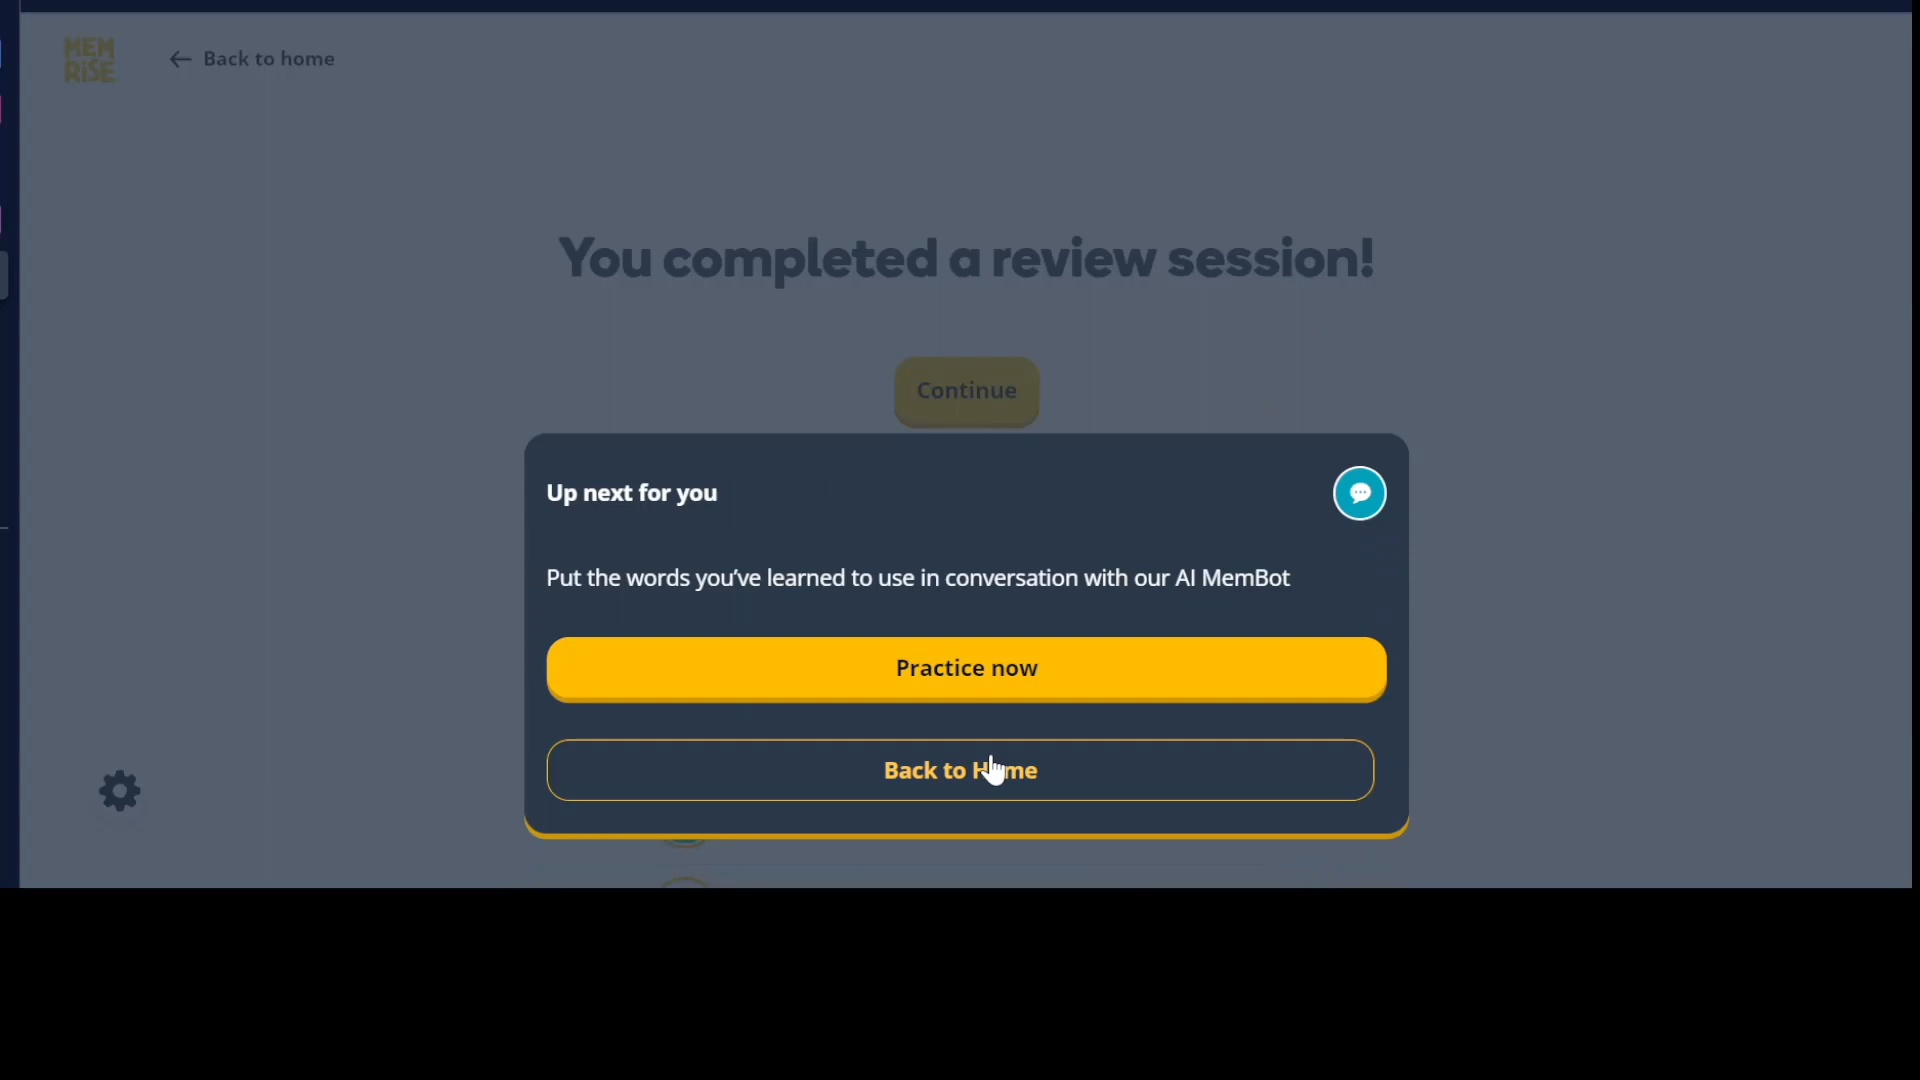 MEM
RiSE
Back to home
You completed a review session!
Continue
Up next for you
Put the words you've learned to use in conversation with our AI MemBot
Practice now
Back to Home